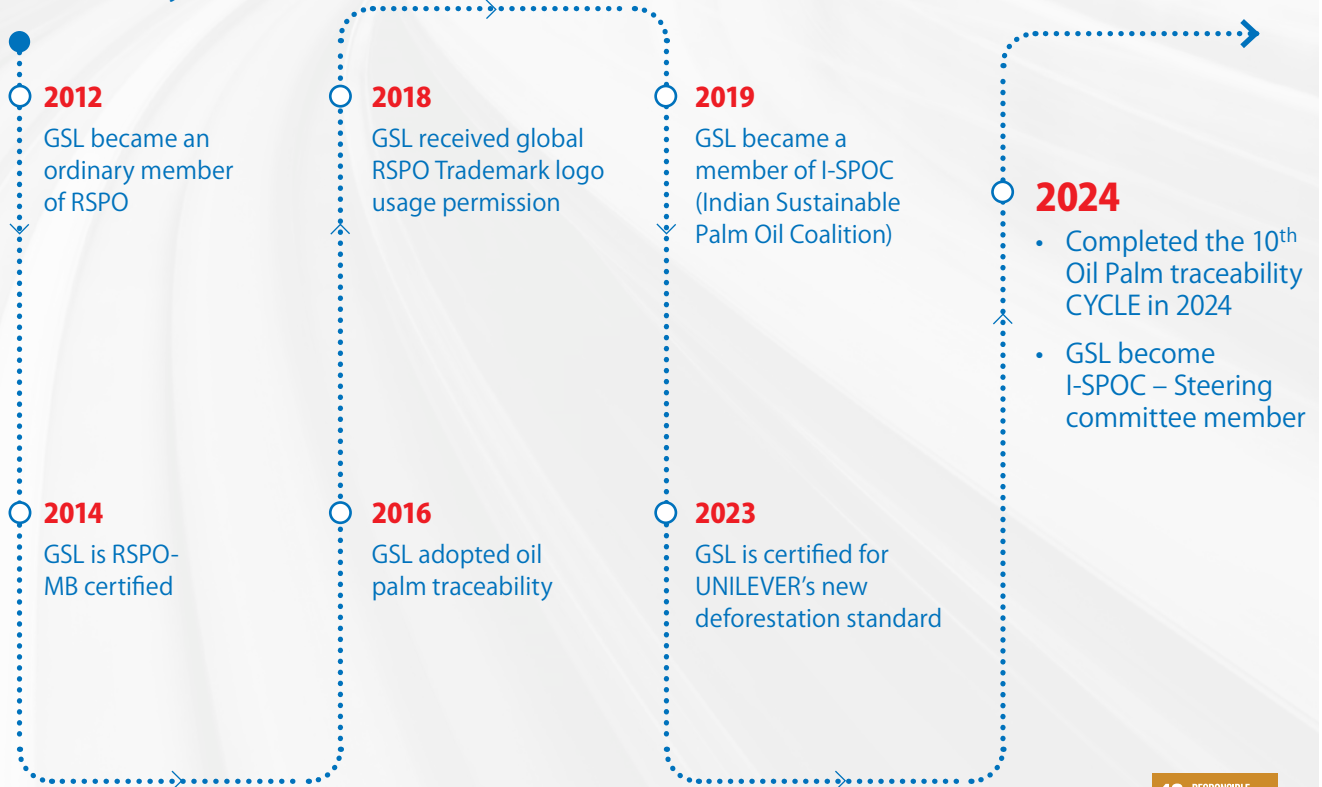 2012
GSL became an
ordinary member
of RSPO
2014
GSL is RSPO-
MB certified
2016
GSL adopted oil
palm traceability
2018
GSL received global
RSPO Trademark logo
usage permission
2019
GSL became a
member of I-SPOC
(Indian Sustainable
Palm Oil Coalition)
2023
GSL is certified for
UNILEVER’s new
deforestation standard
2024
• Completed the 10th
Oil Palm traceability
CYCLE in 2024
• GSL become
I-SPOC – Steering
committee member